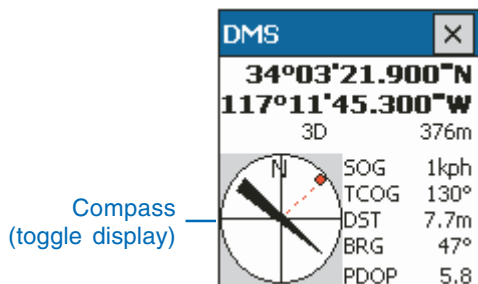 DMS
34°03'21.900"N
117°11'45.300"W
3D 376m
N
SOG 1kph
TCOG 130°
DST 7.7m
BRG 47°
PDOP 5.8
Compass
(toggle display)